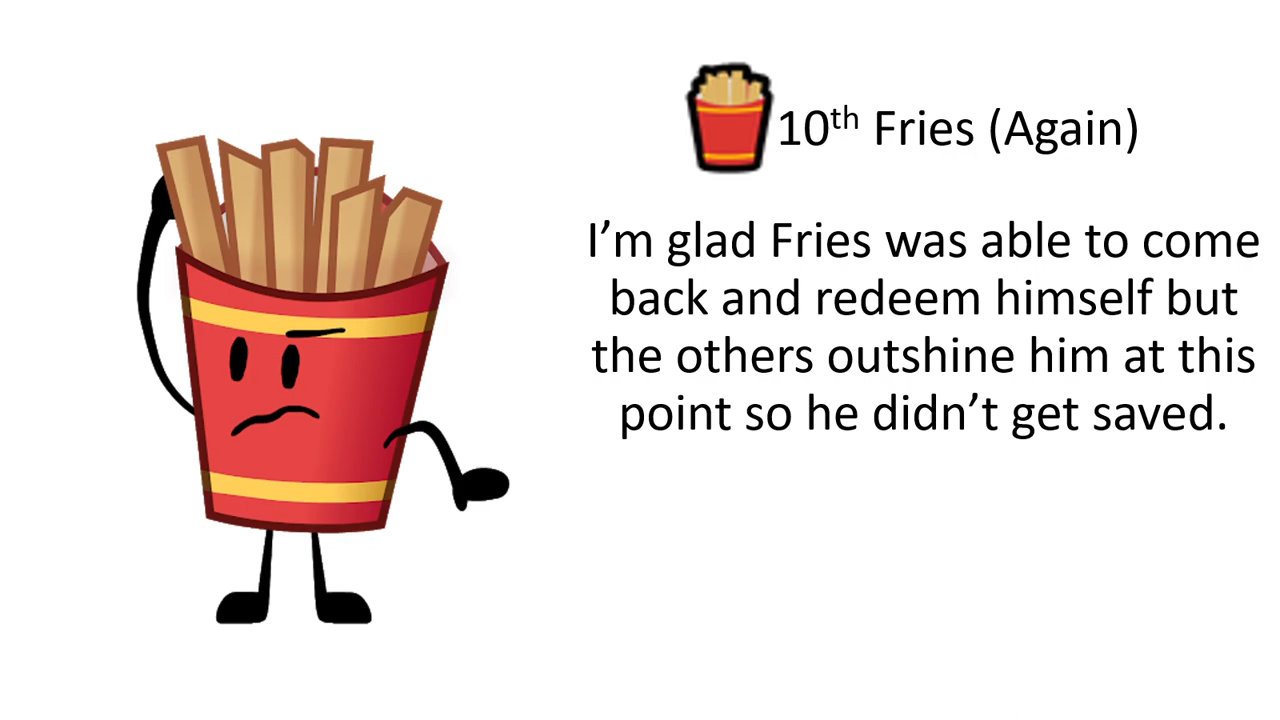 10th Fries (Again)
I’m glad Fries was able to come
back and redeem himself but
the others outshine him at this
point so he didn’t get saved.